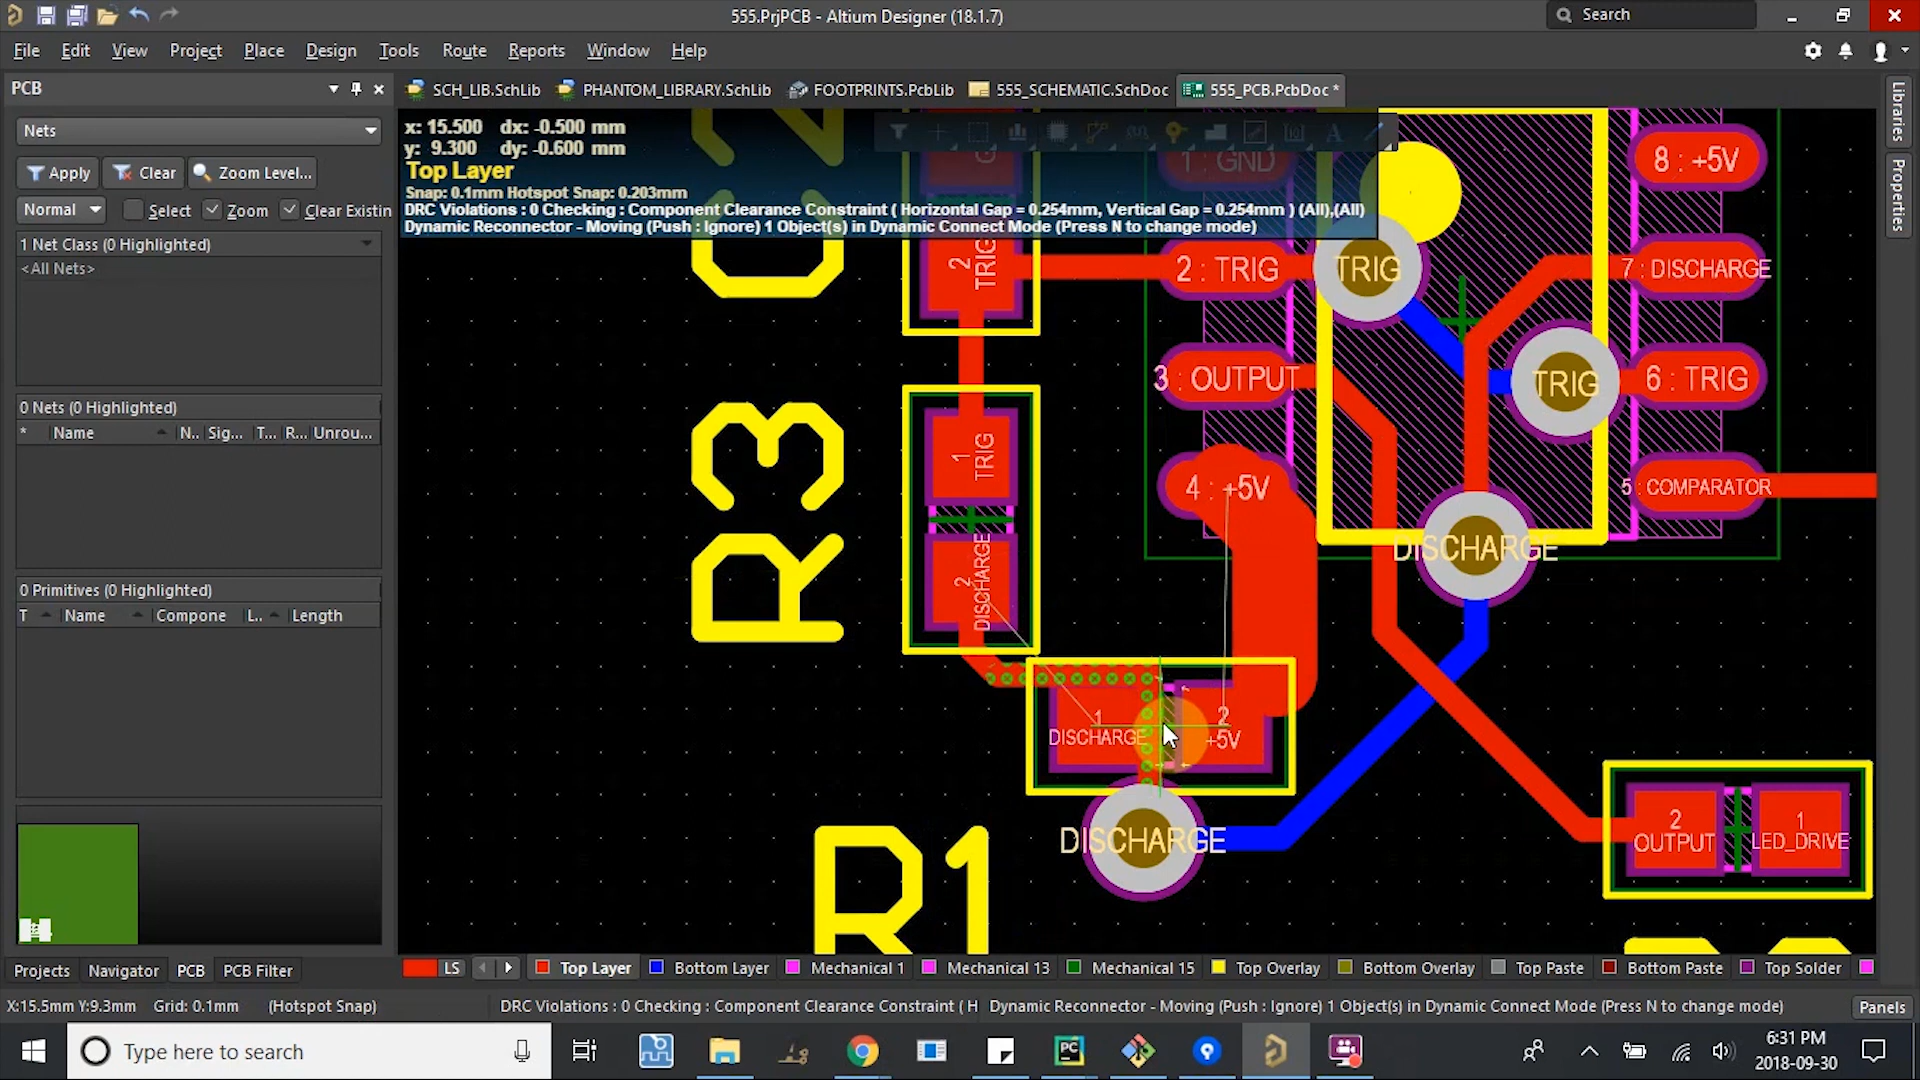 555.PrjPCB - Altium Designer (18.1.7)
Search
File Edit View Project Place Design Tools Route Reports Window Help
PCB
SCH_LIB.SchLib PHANTOM_LIBRARY.SchLib FOOTPRINTS.PcbLib 555_SCHEMATIC.SchDoc 555_PCB.PcbDoc *
Nets
Apply Clear Zoom Level...
Normal Select Zoom Clear Existin
1 Net Class (0 Highlighted)
<All Nets>
0 Nets (0 Highlighted)
* Name N.. Sig... T... R... Unrou...
0 Primitives (0 Highlighted)
T Name Compone L.. Length
Projects Navigator PCB PCB Filter
x: 15.500 dx: -0.500 mm
y: 9.300 dy: -0.600 mm
Top Layer
Snap: 0.1mm Hotspot Snap: 0.203mm
DRC Violations : 0 Checking : Component Clearance Constraint ( Horizontal Gap = 0.254mm, Vertical Gap = 0.254mm ) (All),(All)
Dynamic Reconnector - Moving (Push : Ignore) 1 Object(s) in Dynamic Connect Mode (Press N to change mode)
Libraries
Properties
1 : GND
8 : +5V
2
TRIG
2 : TRIG
TRIG
7 : DISCHARGE
3 : OUTPUT
TRIG
6 : TRIG
R3
1
TRIG
4 : +5V
5 : COMPARATOR
DISCHARGE
2
DISCHARGE
1
DISCHARGE
2
+5V
DISCHARGE
2
OUTPUT
1
LED_DRIVE
R1
LS Top Layer Bottom Layer Mechanical 1 Mechanical 13 Mechanical 15 Top Overlay Bottom Overlay Top Paste Bottom Paste Top Solder
X:15.5mm Y:9.3mm Grid: 0.1mm (Hotspot Snap) DRC Violations : 0 Checking : Component Clearance Constraint ( H Dynamic Reconnector - Moving (Push : Ignore) 1 Object(s) in Dynamic Connect Mode (Press N to change mode) Panels
Type here to search
PC
6:31 PM
2018-09-30